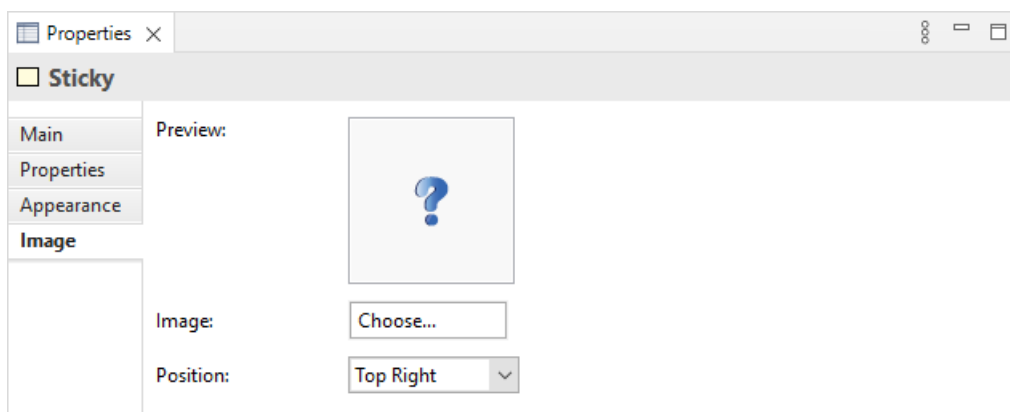 Properties
Sticky
Main
Properties
Appearance
Image
Preview:
?
Image:
Choose...
Position:
Top Right